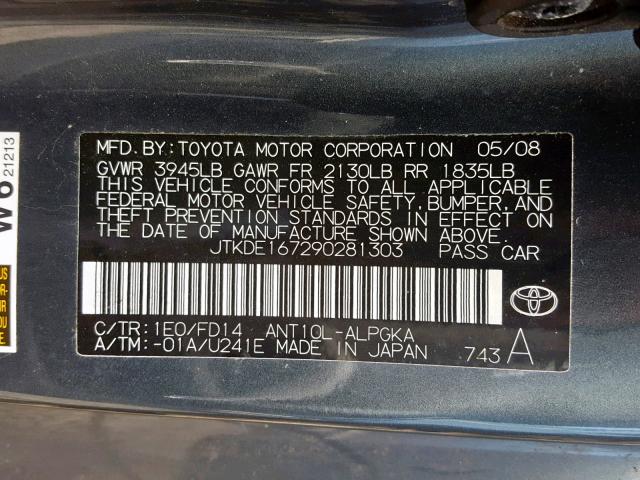 MFD. BY: TOYOTA MOTOR CORPORATION 05/08
GVWR 3945LB GAWR FR 2130LB RR 1835LB
THIS VEHICLE CONFORMS TO ALL APPLICABLE
FEDERAL MOTOR VEHICLE SAFETY, BUMPER, AND
THEFT PREVENTION STANDARDS IN EFFECT ON
THE DATE OF MANUFACTURE SHOWN ABOVE.
JTKDE167290281303 PASS CAR
C/TR: 1E0/FD14 ANT10L-ALPGKA
A/TM: -01A/U241E MADE IN JAPAN 743 A
W6
21213